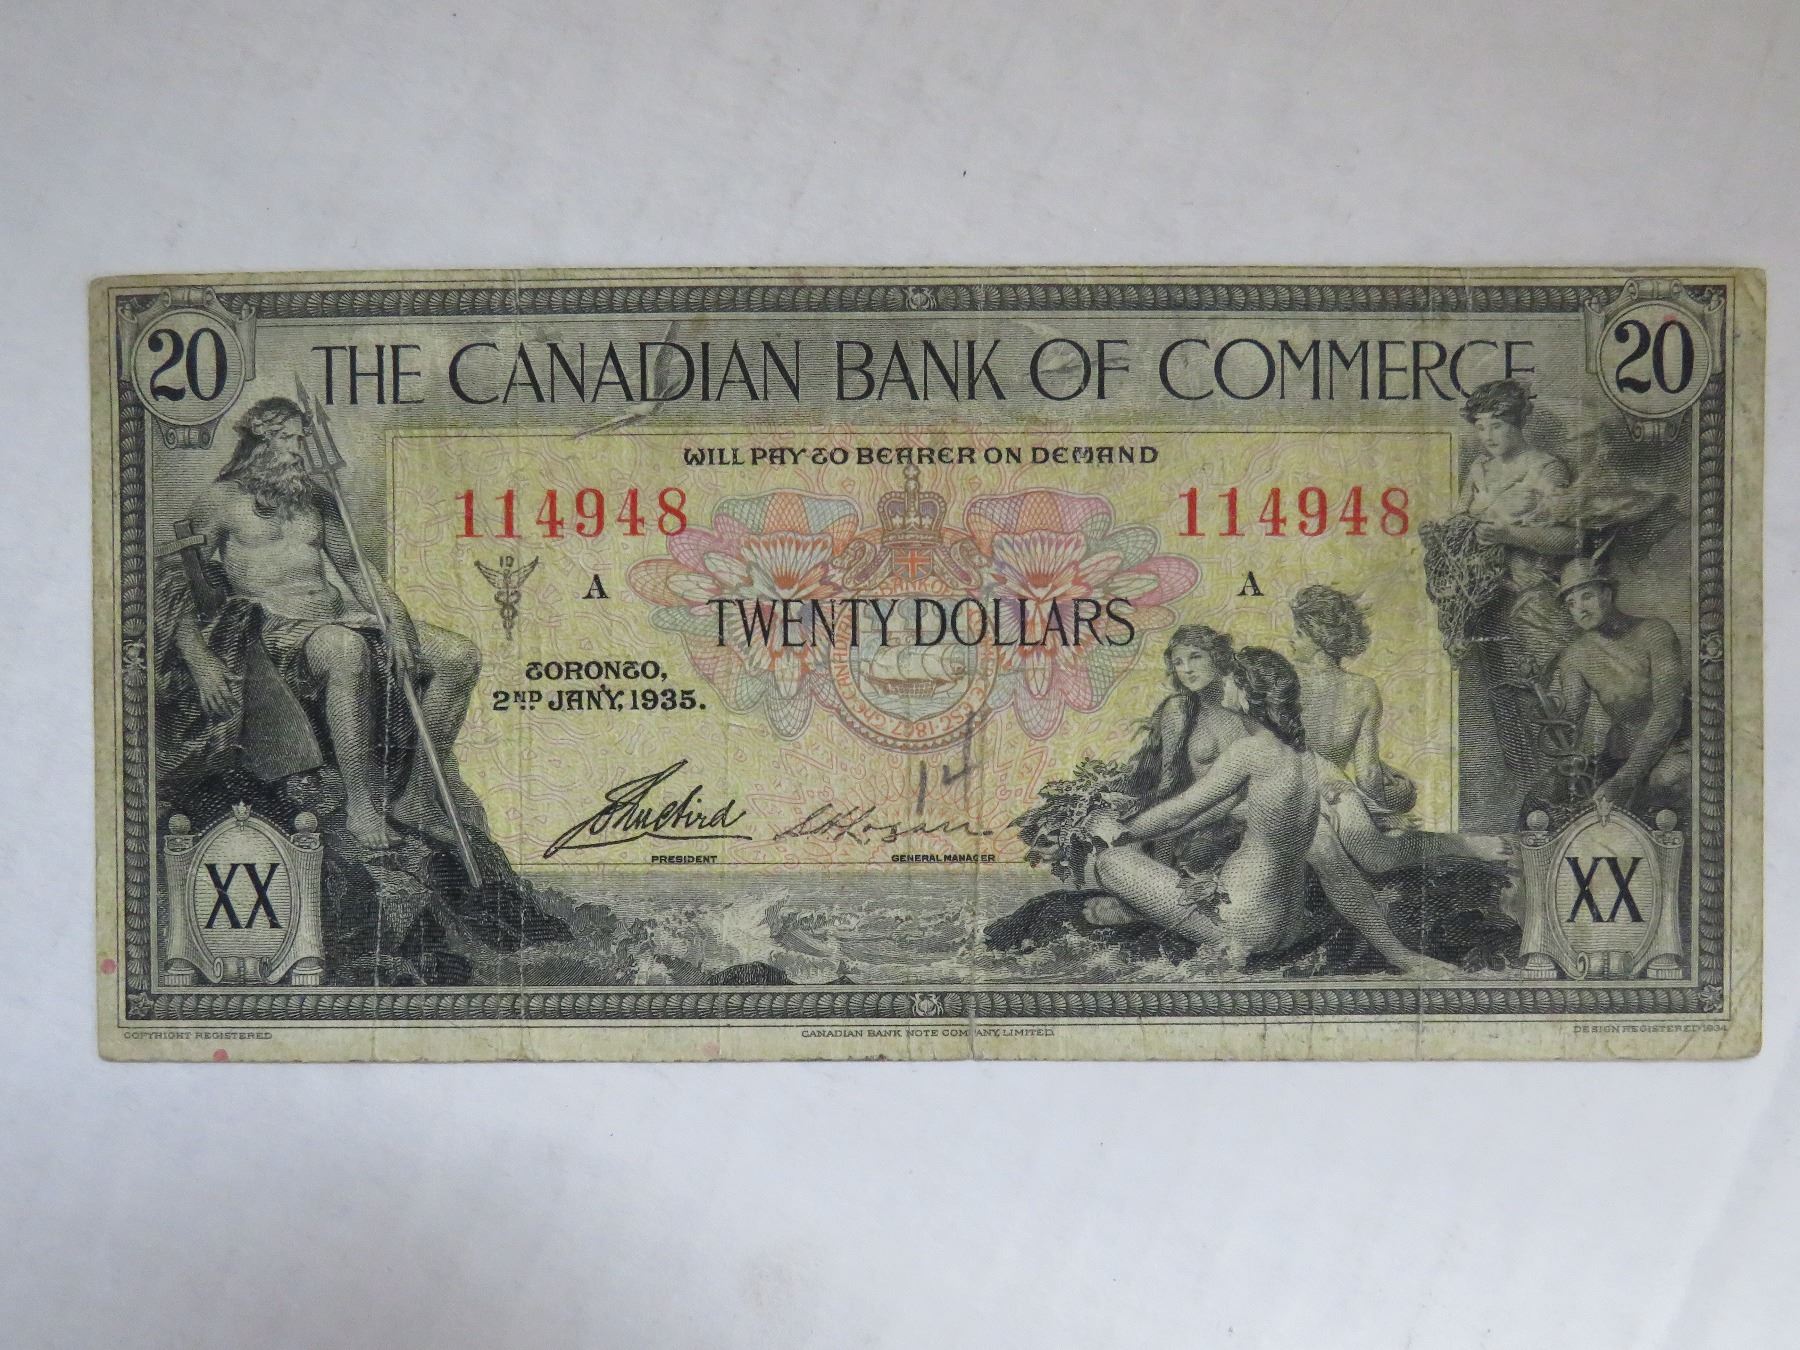 20 THE CANADIAN BANK OF COMMERCE 20
WILL PAY TO BEARER ON DEMAND
114948 114948
A A
TWENTY DOLLARS
TORONTO,
2ND JANY, 1935.
14
PRESIDENT GENERAL MANAGER
XX XX
COPYRIGHT REGISTERED CANADIAN BANK NOTE COMPANY, LIMITED DESIGN REGISTERED 1934